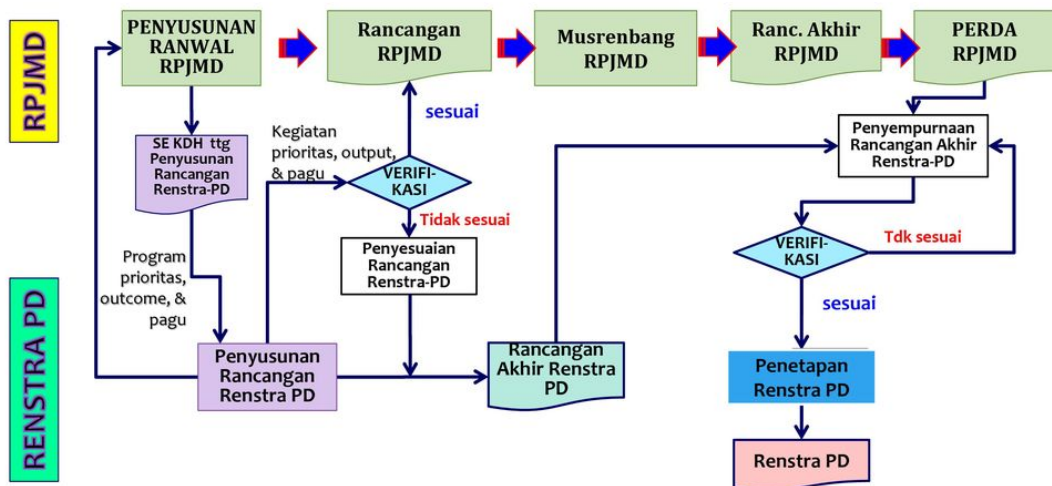 RPJMD
PENYUSUNAN
RANWAL
RPJMD
Rancangan
RPJMD
Musrenbang
RPJMD
Ranc. Akhir
RPJMD
PERDA
RPJMD
SE KDH ttg
Penyusunan
Rancangan
Renstra-PD
Kegiatan
prioritas, output,
& pagu
sesuai
VERIFI-
KASI
Tidak sesuai
Penyesuaian
Rancangan
Renstra-PD
Penyempurnaan
Rancangan Akhir
Renstra-PD
VERIFI-
KASI
Tdk sesuai
sesuai
RENSTRA PD
Program
prioritas,
outcome, &
pagu
Penyusunan
Rancangan
Renstra PD
Rancangan
Akhir Renstra
PD
Penetapan
Renstra PD
Renstra PD